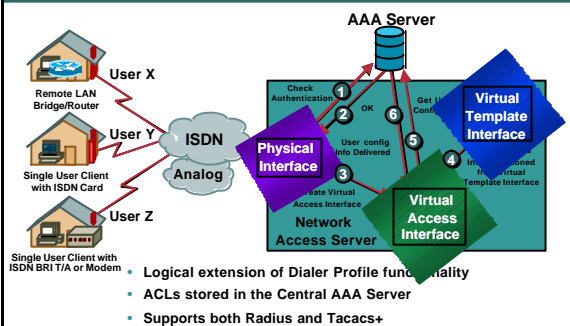 AAA Server
User X
Remote LAN
Bridge/Router
User Y
Single User Client
with ISDN Card
User Z
Single User Client with
ISDN BRI T/A or Modem
ISDN
Analog
Check
Authentication
1
2
OK
6
5
Get U
Config
User config
Info Delivered
Physical
Interface
3
Create Virtual
Access Interface
Virtual
Template
Interface
4
from Virtual
Template Interface
Virtual
Access
Interface
Network
Access Server
• Logical extension of Dialer Profile functionality
• ACLs stored in the Central AAA Server
• Supports both Radius and Tacacs+